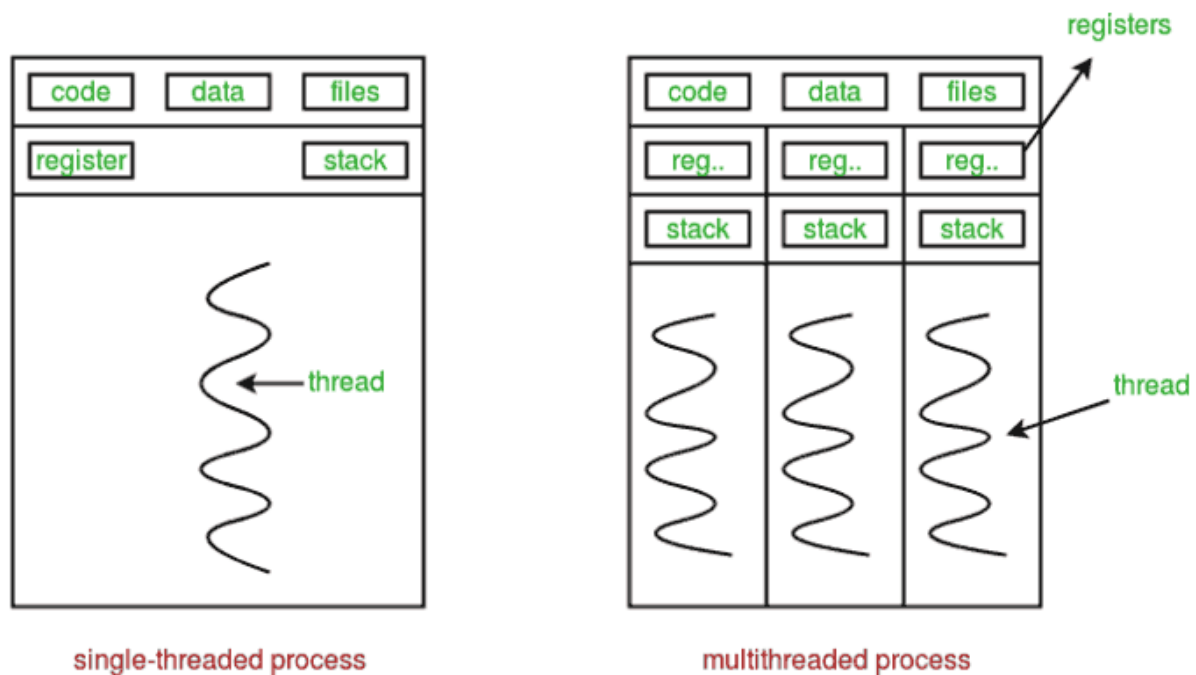 registers
code data files
register stack
thread
single-threaded process
code data files
reg.. reg.. reg..
stack stack stack
thread
multithreaded process